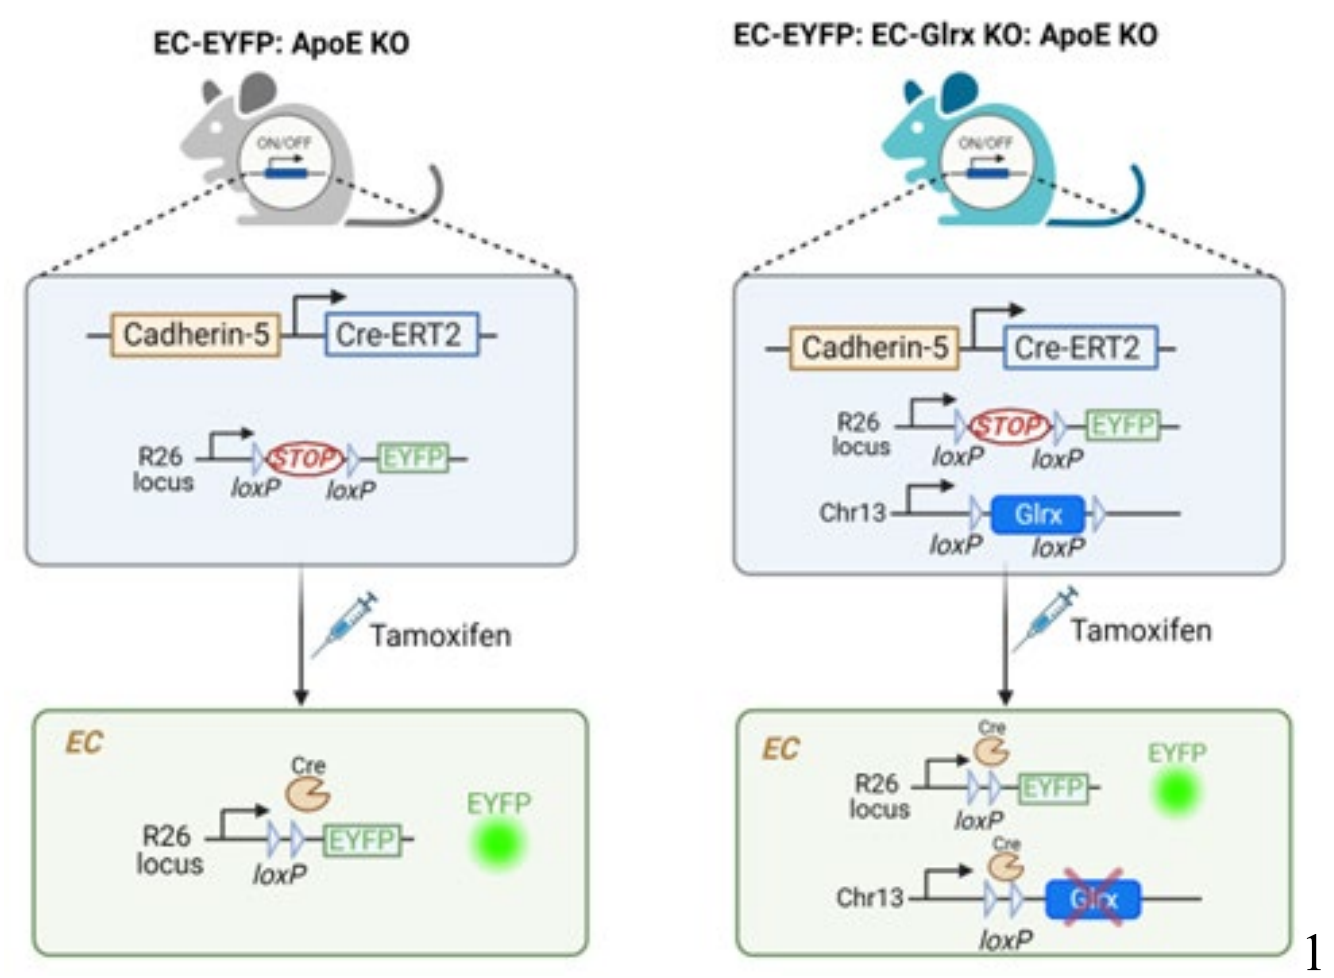 EC-EYFP: ApoE KO
ON/OFF
Cadherin-5 Cre-ERT2
R26 locus
STOP
EYFP
loxP loxP
Tamoxifen
EC
Cre
R26 locus
EYFP
loxP
EYFP
EC-EYFP: EC-Glrx KO: ApoE KO
ON/OFF
Cadherin-5 Cre-ERT2
R26 locus
STOP
EYFP
loxP loxP
Chr13
Glrx
loxP loxP
Tamoxifen
EC
Cre
R26 locus
EYFP
loxP
EYFP
Cre
Chr13
Glrx
loxP
1